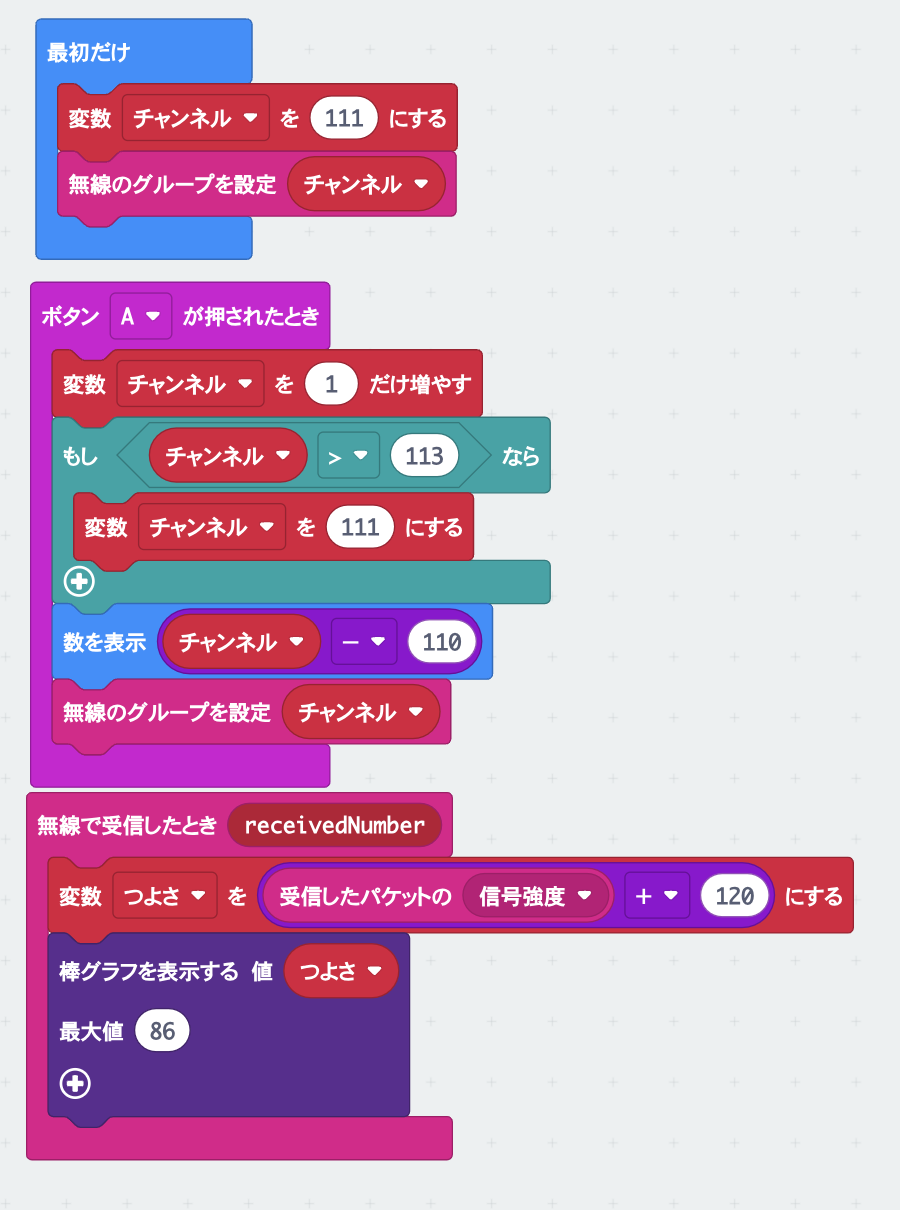 最初だけ
変数 チャンネル を 111 にする
無線のグループを設定 チャンネル
ボタン A が押されたとき
変数 チャンネル を 1 だけ増やす
もし チャンネル > 113 なら
変数 チャンネル を 111 にする
数を表示 チャンネル - 110
無線のグループを設定 チャンネル
無線で受信したとき receivedNumber
変数 つよさ を 受信したパケットの 信号強度 + 120 にする
棒グラフを表示する 値 つよさ
最大値 86